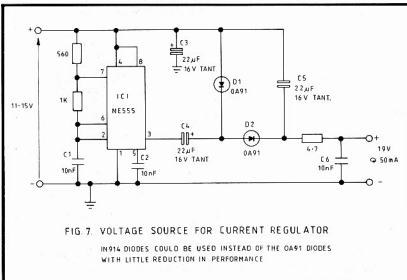 +
560
7
4
8
C3
22µF
16V TANT.
D1
0A91
C5
22µF
16V TANT.
11-15V
1K
IC1
NE555
6
2
3
C4
+
22µF
16V TANT
D2
0A91
4·7
+
19V
@ 50mA
C1
10nF
1
5
C2
10nF
C6
10nF
-
-
FIG. 7. VOLTAGE SOURCE FOR CURRENT REGULATOR
IN914 DIODES COULD BE USED INSTEAD OF THE OA91 DIODES
WITH LITTLE REDUCTION IN PERFORMANCE